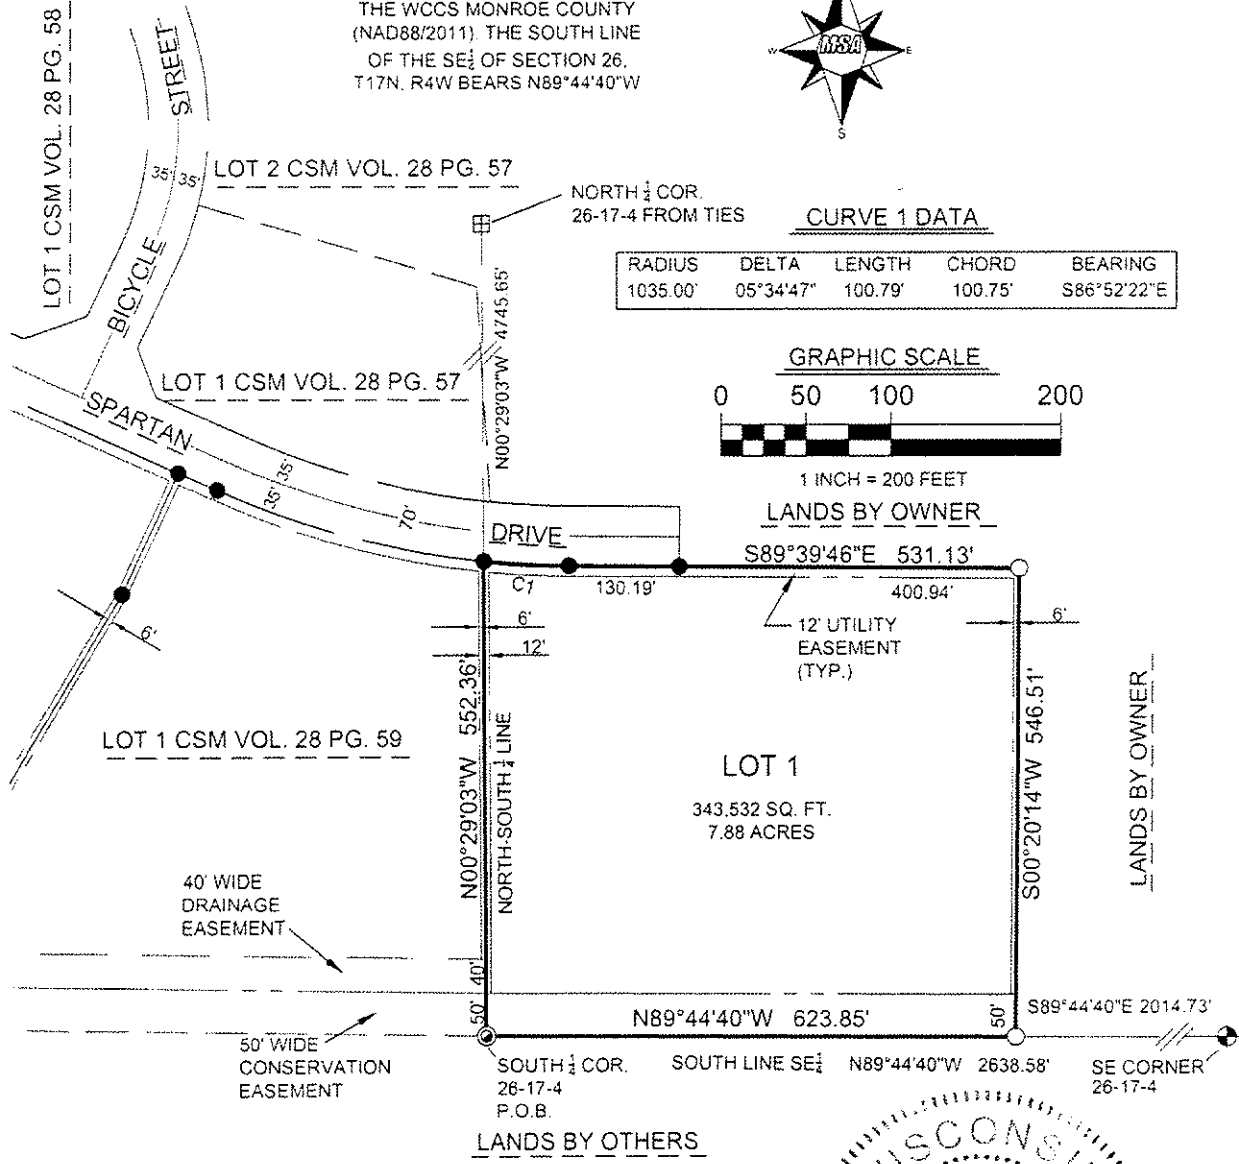 THE WCCS MONROE COUNTY
(NAD88/2011). THE SOUTH LINE
OF THE SE¼ OF SECTION 26,
T17N, R4W BEARS N89°44'40"W
W
MSA
E
S
LOT 1 CSM VOL. 28 PG. 58
STREET
35' 35'
LOT 2 CSM VOL. 28 PG. 57
NORTH ¼ COR.
26-17-4 FROM TIES
CURVE 1 DATA
RADIUS DELTA LENGTH CHORD BEARING
1035.00' 05°34'47" 100.79' 100.75' S86°52'22"E
BICYCLE
N00°29'03"W 4745.65'
LOT 1 CSM VOL. 28 PG. 57
GRAPHIC SCALE
0 50 100 200
1 INCH = 200 FEET
SPARTAN
35' 35'
70'
DRIVE
LANDS BY OWNER
S89°39'46"E 531.13'
C1
130.19'
400.94'
6'
12'
6'
6'
12' UTILITY
EASEMENT
(TYP.)
N00°29'03"W 552.36'
NORTH-SOUTH ¼ LINE
S00°20'14"W 546.51'
LANDS BY OWNER
LOT 1 CSM VOL. 28 PG. 59
LOT 1
343,532 SQ. FT.
7.88 ACRES
40' WIDE
DRAINAGE
EASEMENT
40'
50'
50'
N89°44'40"W 623.85'
S89°44'40"E 2014.73'
50' WIDE
CONSERVATION
EASEMENT
SOUTH ¼ COR.
26-17-4
P.O.B.
SOUTH LINE SE¼ N89°44'40"W 2638.58'
SE CORNER
26-17-4
LANDS BY OTHERS